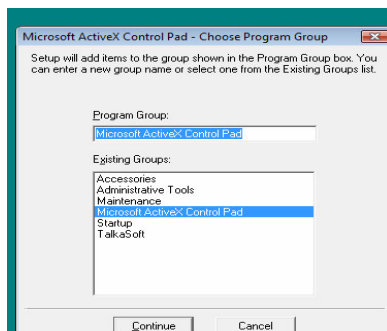 Microsoft ActiveX Control Pad - Choose Program Group
Setup will add items to the group shown in the Program Group box. You
can enter a new group name or select one from the Existing Groups list.
Program Group:
Microsoft ActiveX Control Pad
Existing Groups:
Accessories
Administrative Tools
Maintenance
Microsoft ActiveX Control Pad
Startup
TalkaSoft
Continue
Cancel